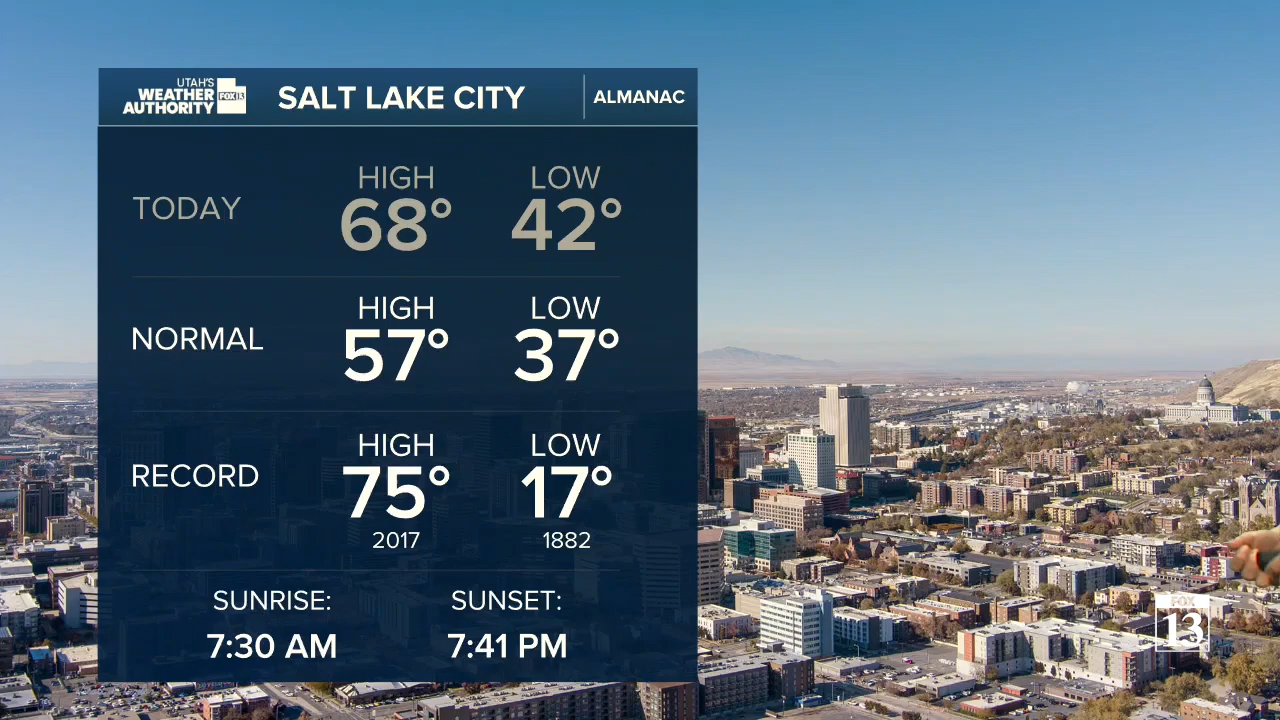 UTAH'S
WEATHER
AUTHORITY
FOX 13
SALT LAKE CITY
ALMANAC
HIGH LOW
TODAY 68° 42°
HIGH LOW
NORMAL 57° 37°
HIGH LOW
RECORD 75° 17°
2017 1882
SUNRISE: SUNSET:
7:30 AM 7:41 PM
FOX
13